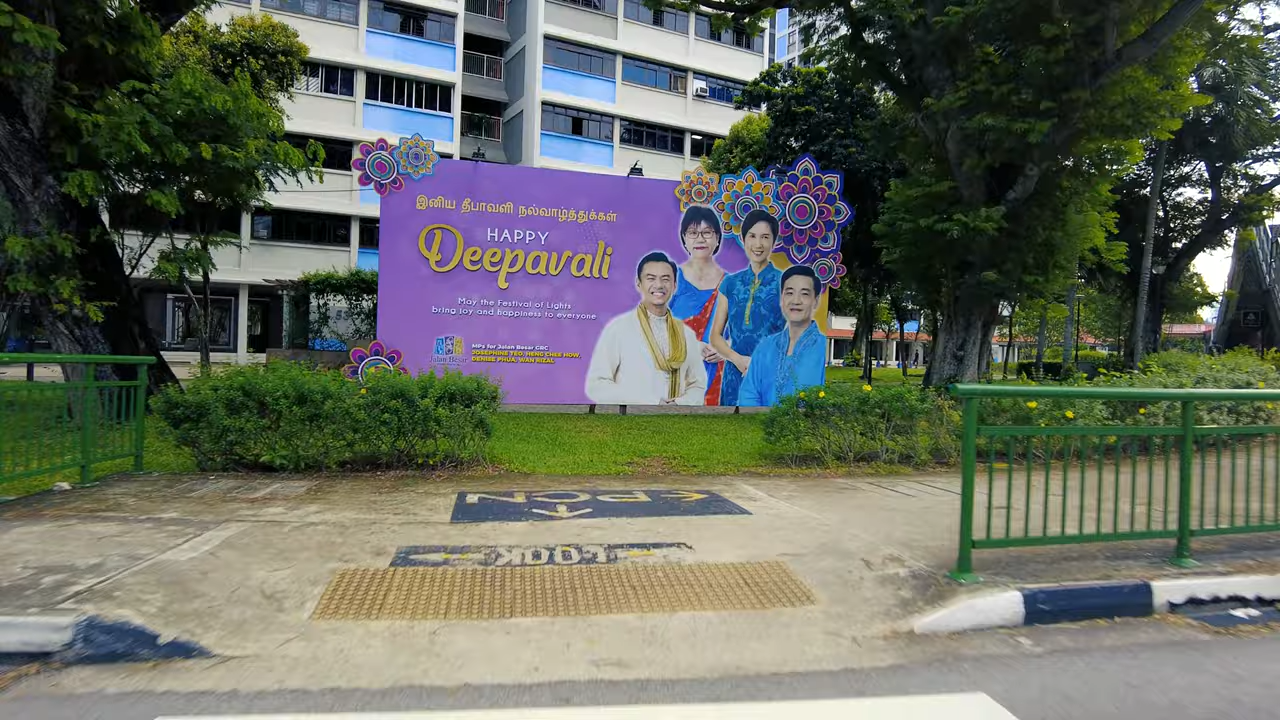 இனிய தீபாவளி நல்வாழ்த்துக்கள்
HAPPY
Deepavali
May the Festival of Lights
bring joy and happiness to everyone
Jalan Besar
MPs for Jalan Besar GRC
JOSEPHINE TEO, HENG CHEE HOW,
DENISE PHUA, WAN RIZAL
PCN
LOOK